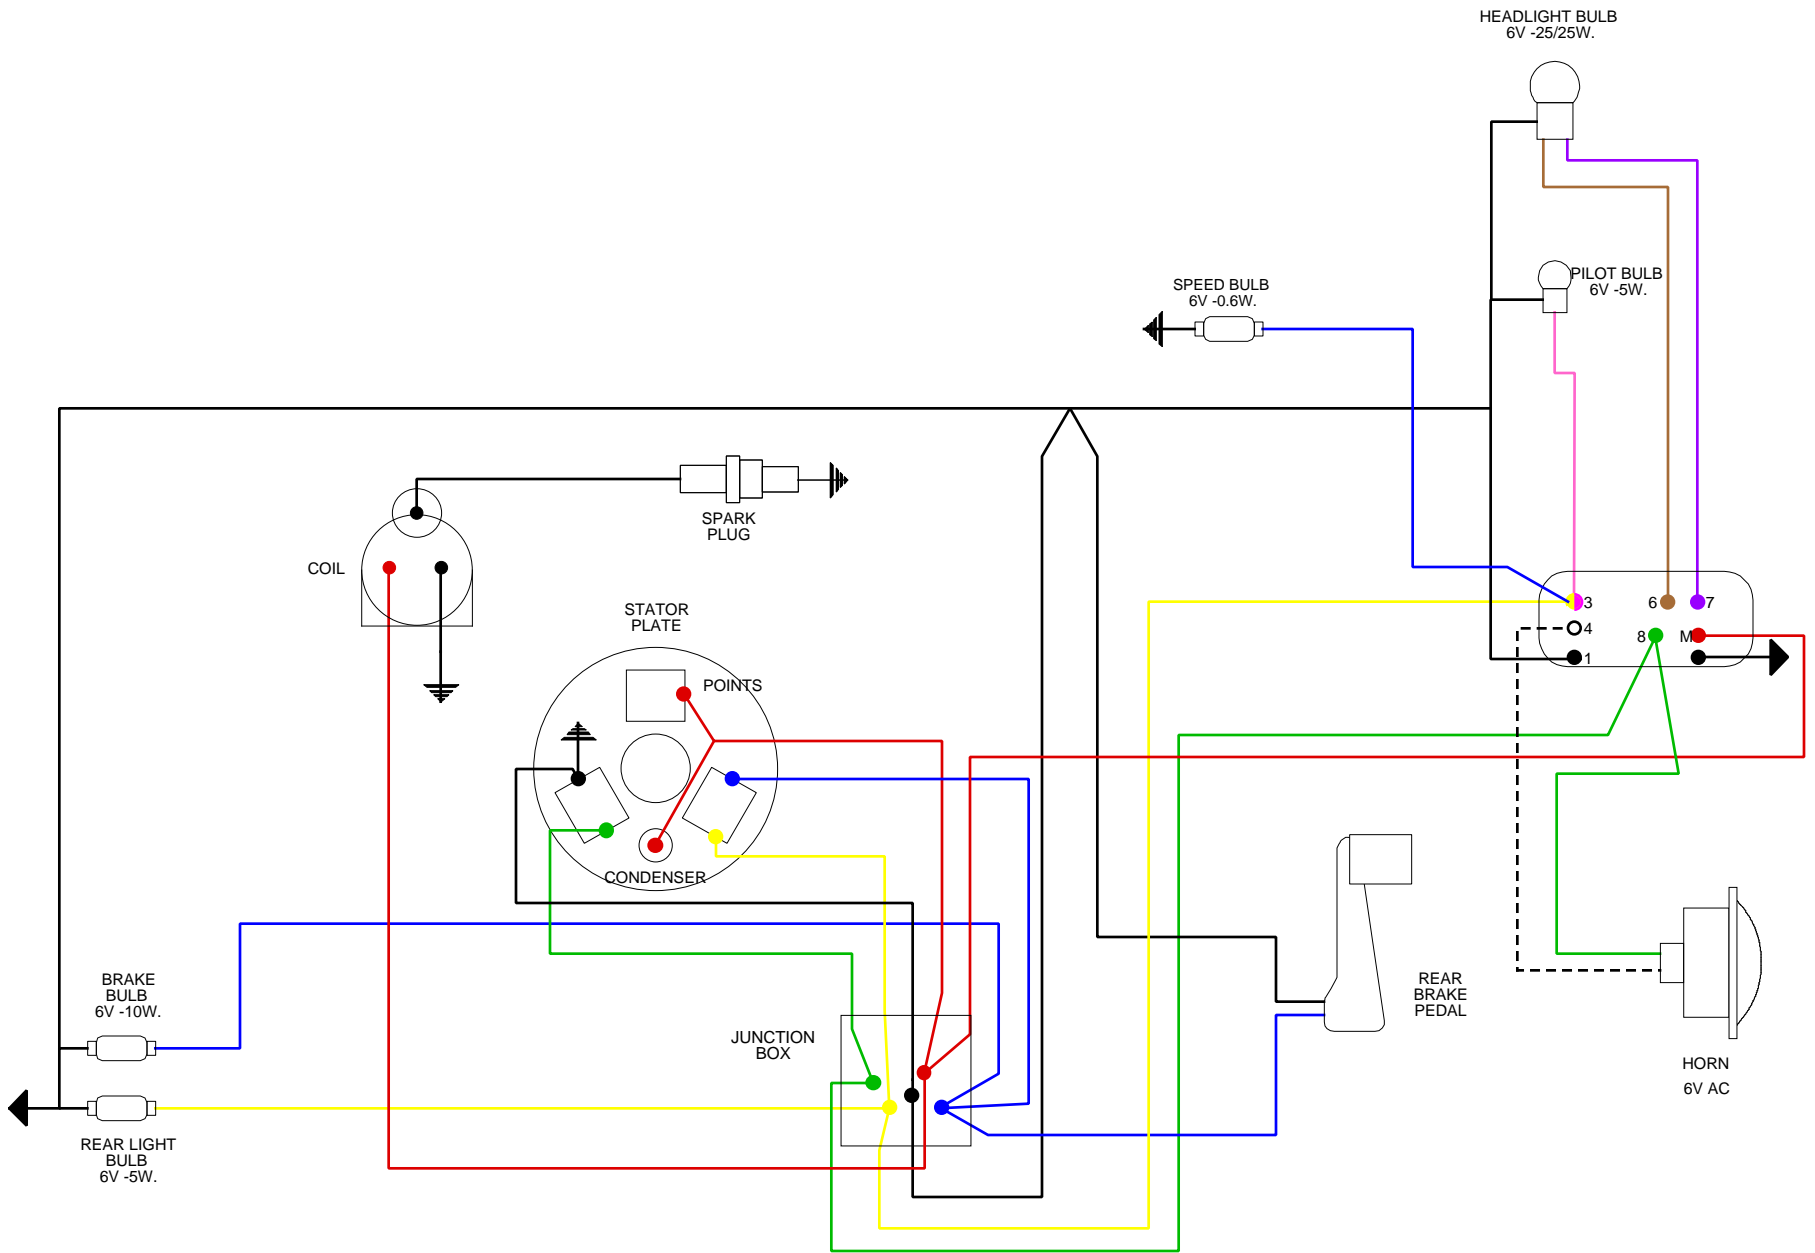 HEADLIGHT BULB
6V -25/25W.
SPEED BULB
6V -0.6W.
PILOT BULB
6V -5W.
SPARK
PLUG
COIL
STATOR
PLATE
POINTS
CONDENSER
3
6
7
4
8
M
1
BRAKE
BULB
6V -10W.
JUNCTION
BOX
REAR
BRAKE
PEDAL
HORN
6V AC
REAR LIGHT
BULB
6V -5W.